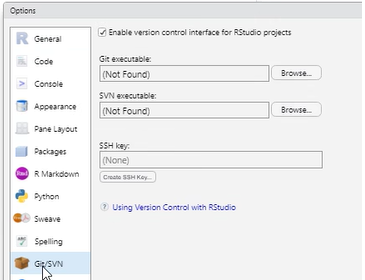 Options
General
Code
Console
Appearance
Pane Layout
Packages
R Markdown
Python
Sweave
Spelling
Git/SVN
Enable version control interface for RStudio projects
Git executable:
(Not Found)
Browse...
SVN executable:
(Not Found)
Browse...
SSH key:
(None)
Create SSH Key...
Using Version Control with RStudio